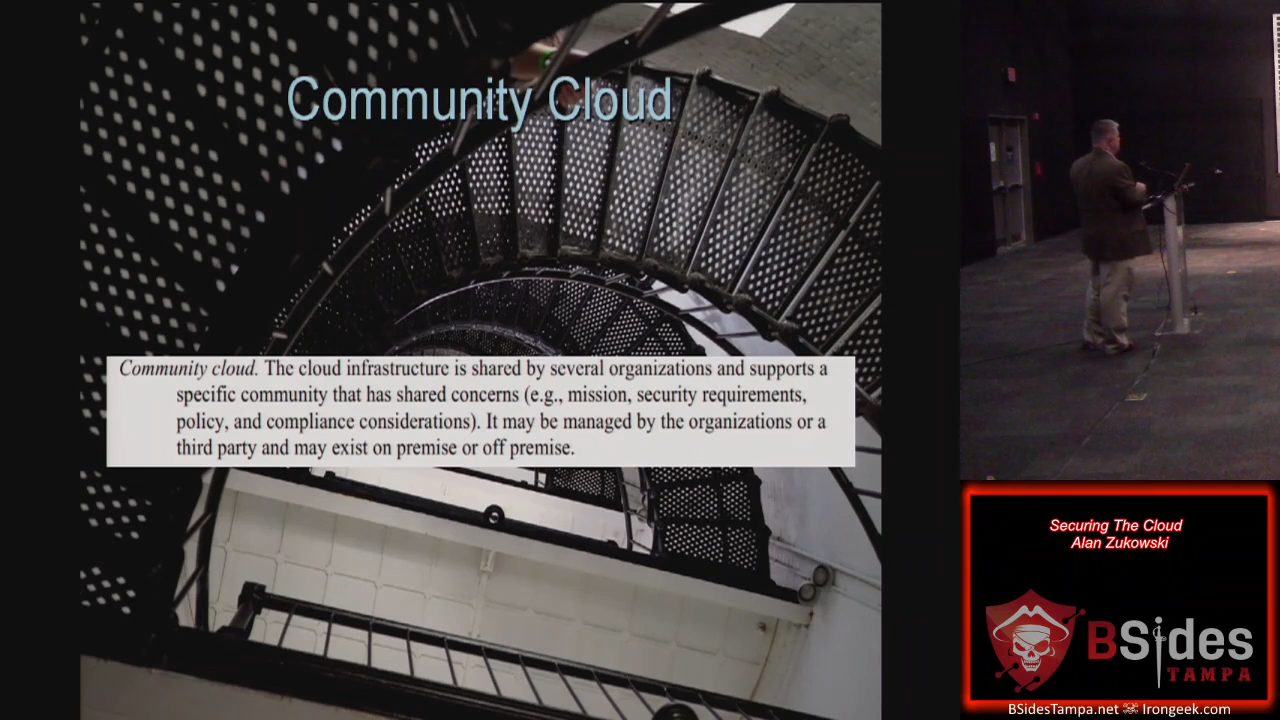 Community Cloud
Community cloud. The cloud infrastructure is shared by several organizations and supports a
specific community that has shared concerns (e.g., mission, security requirements,
policy, and compliance considerations). It may be managed by the organizations or a
third party and may exist on premise or off premise.
Securing The Cloud
Alan Zukowski
BSides
TAMPA
BSidesTampa.net Irongeek.com